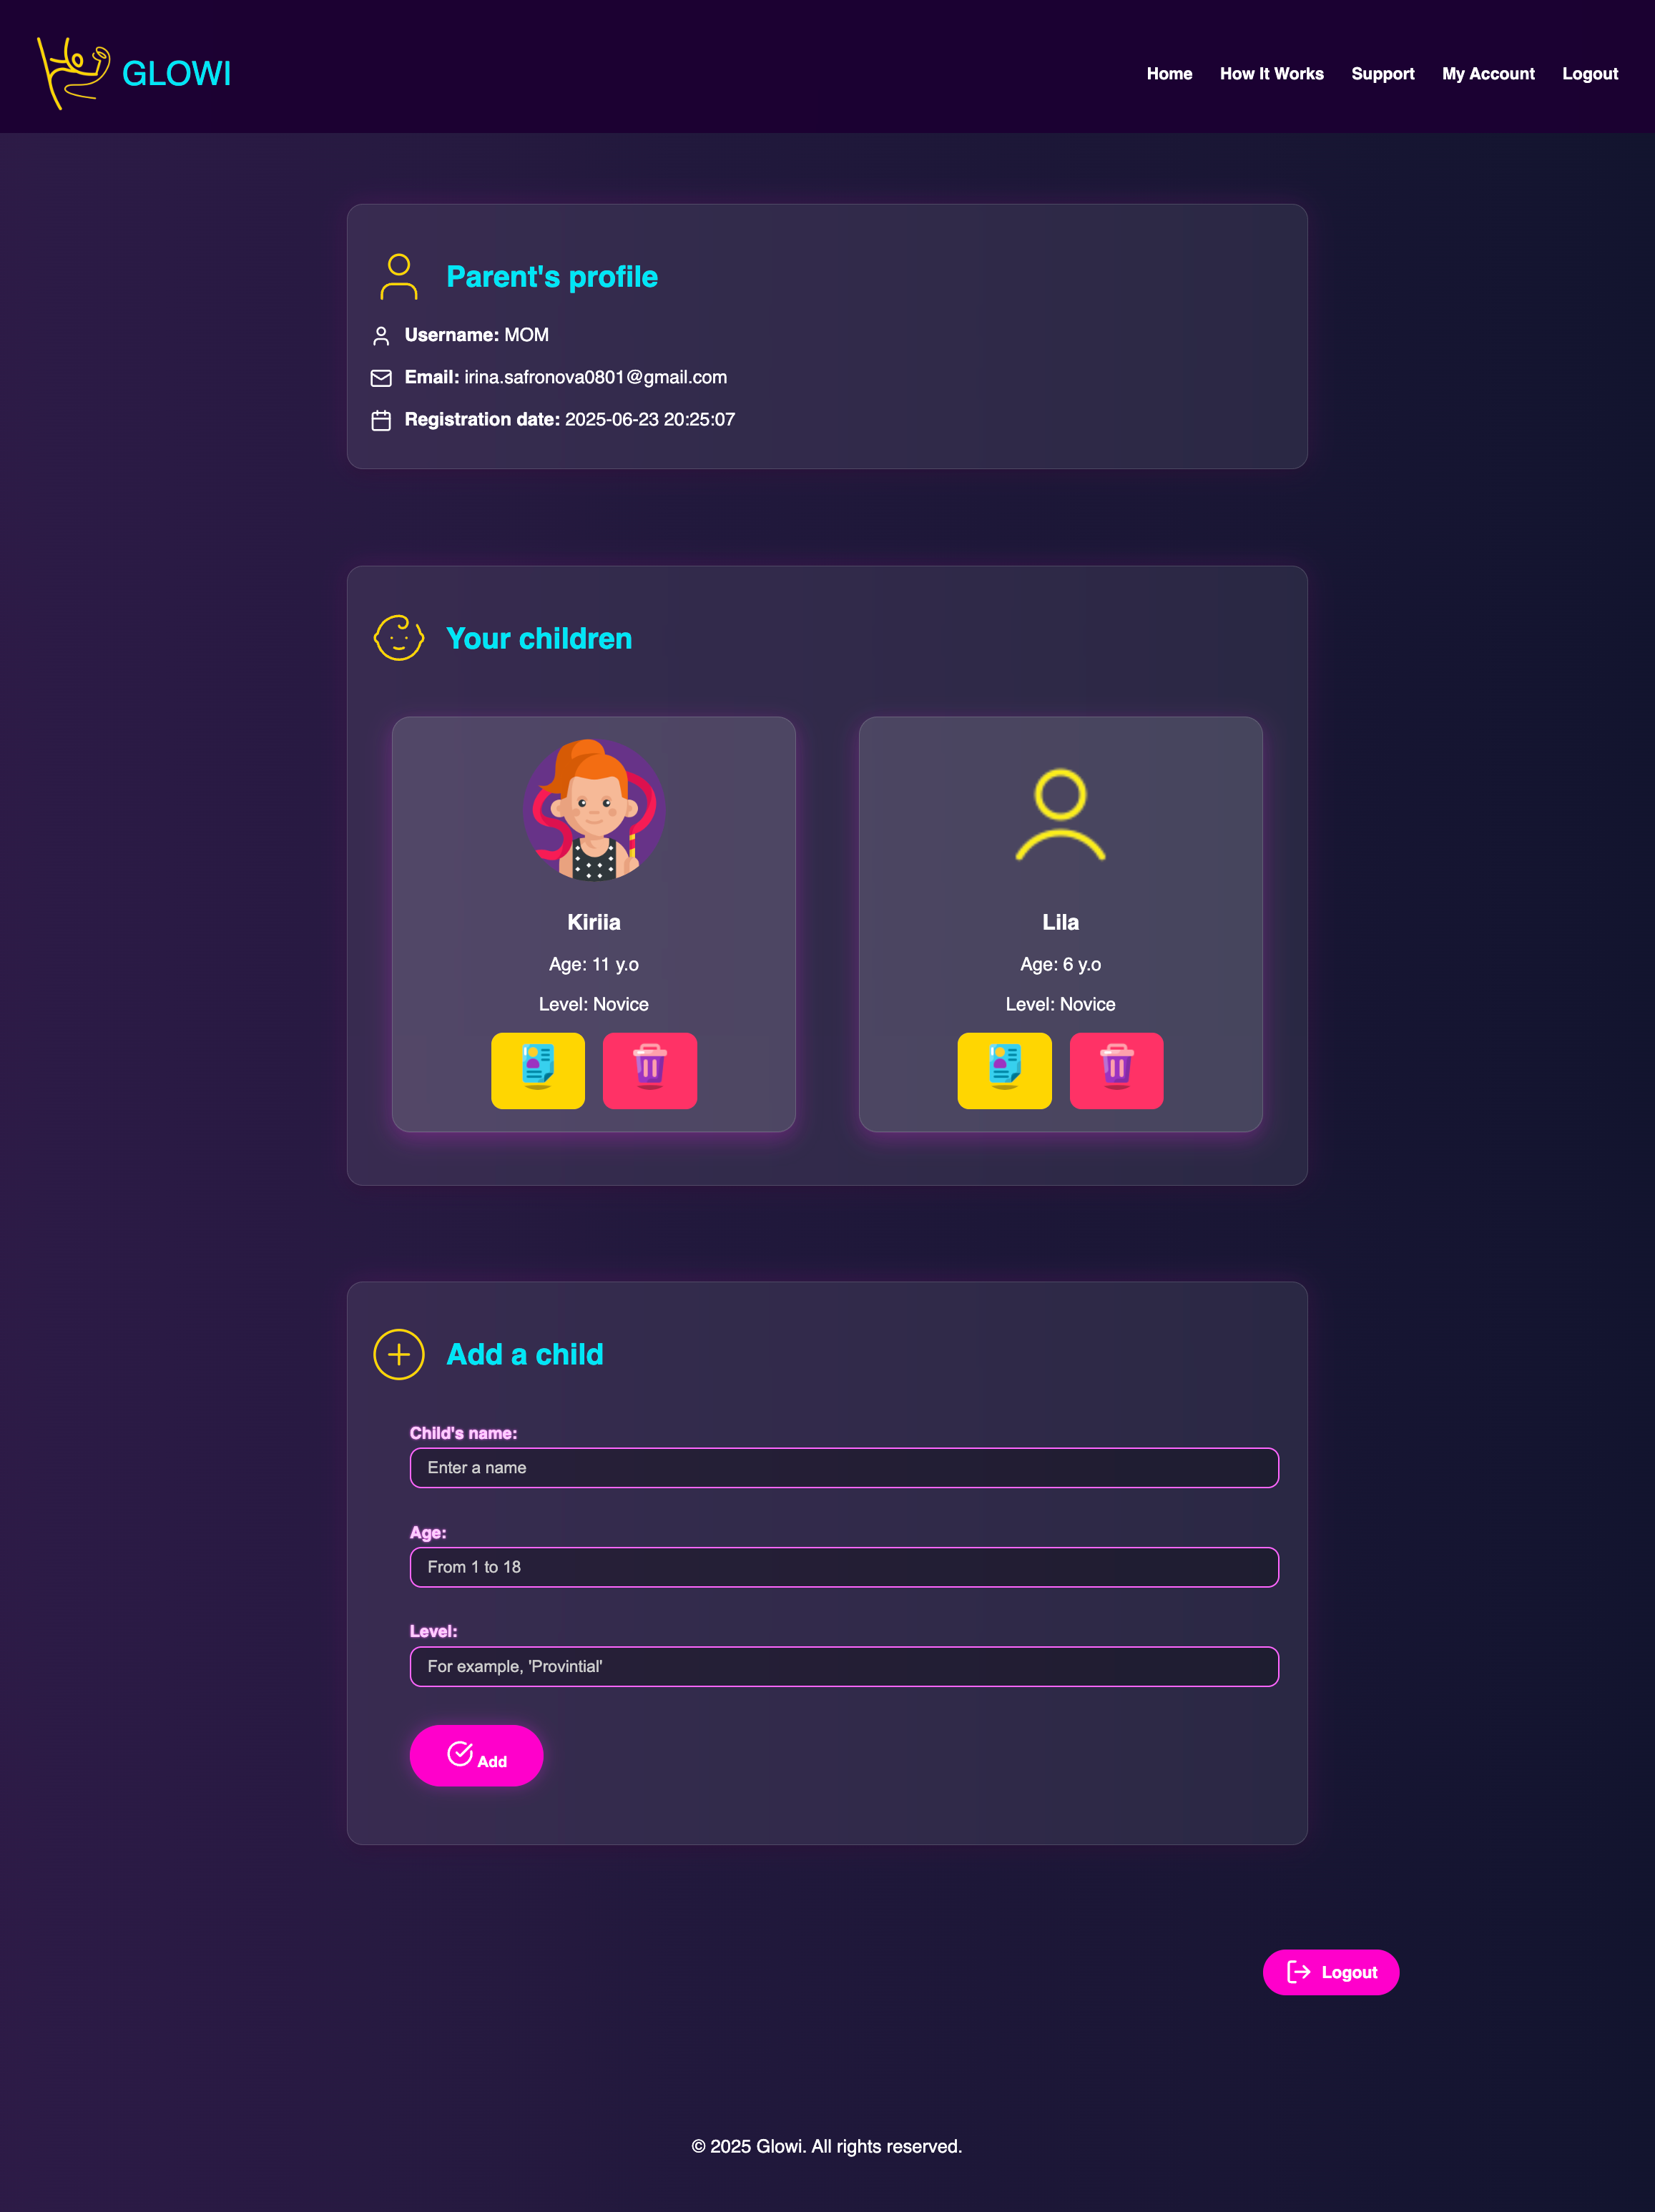 GLOWI
Home How It Works Support My Account Logout
Parent's profile
Username: MOM
Email: irina.safronova0801@gmail.com
Registration date: 2025-06-23 20:25:07
Your children
Kiriia
Age: 11 y.o
Level: Novice
Lila
Age: 6 y.o
Level: Novice
Add a child
Child's name:
Enter a name
Age:
From 1 to 18
Level:
For example, 'Provintial'
Add
Logout
© 2025 Glowi. All rights reserved.